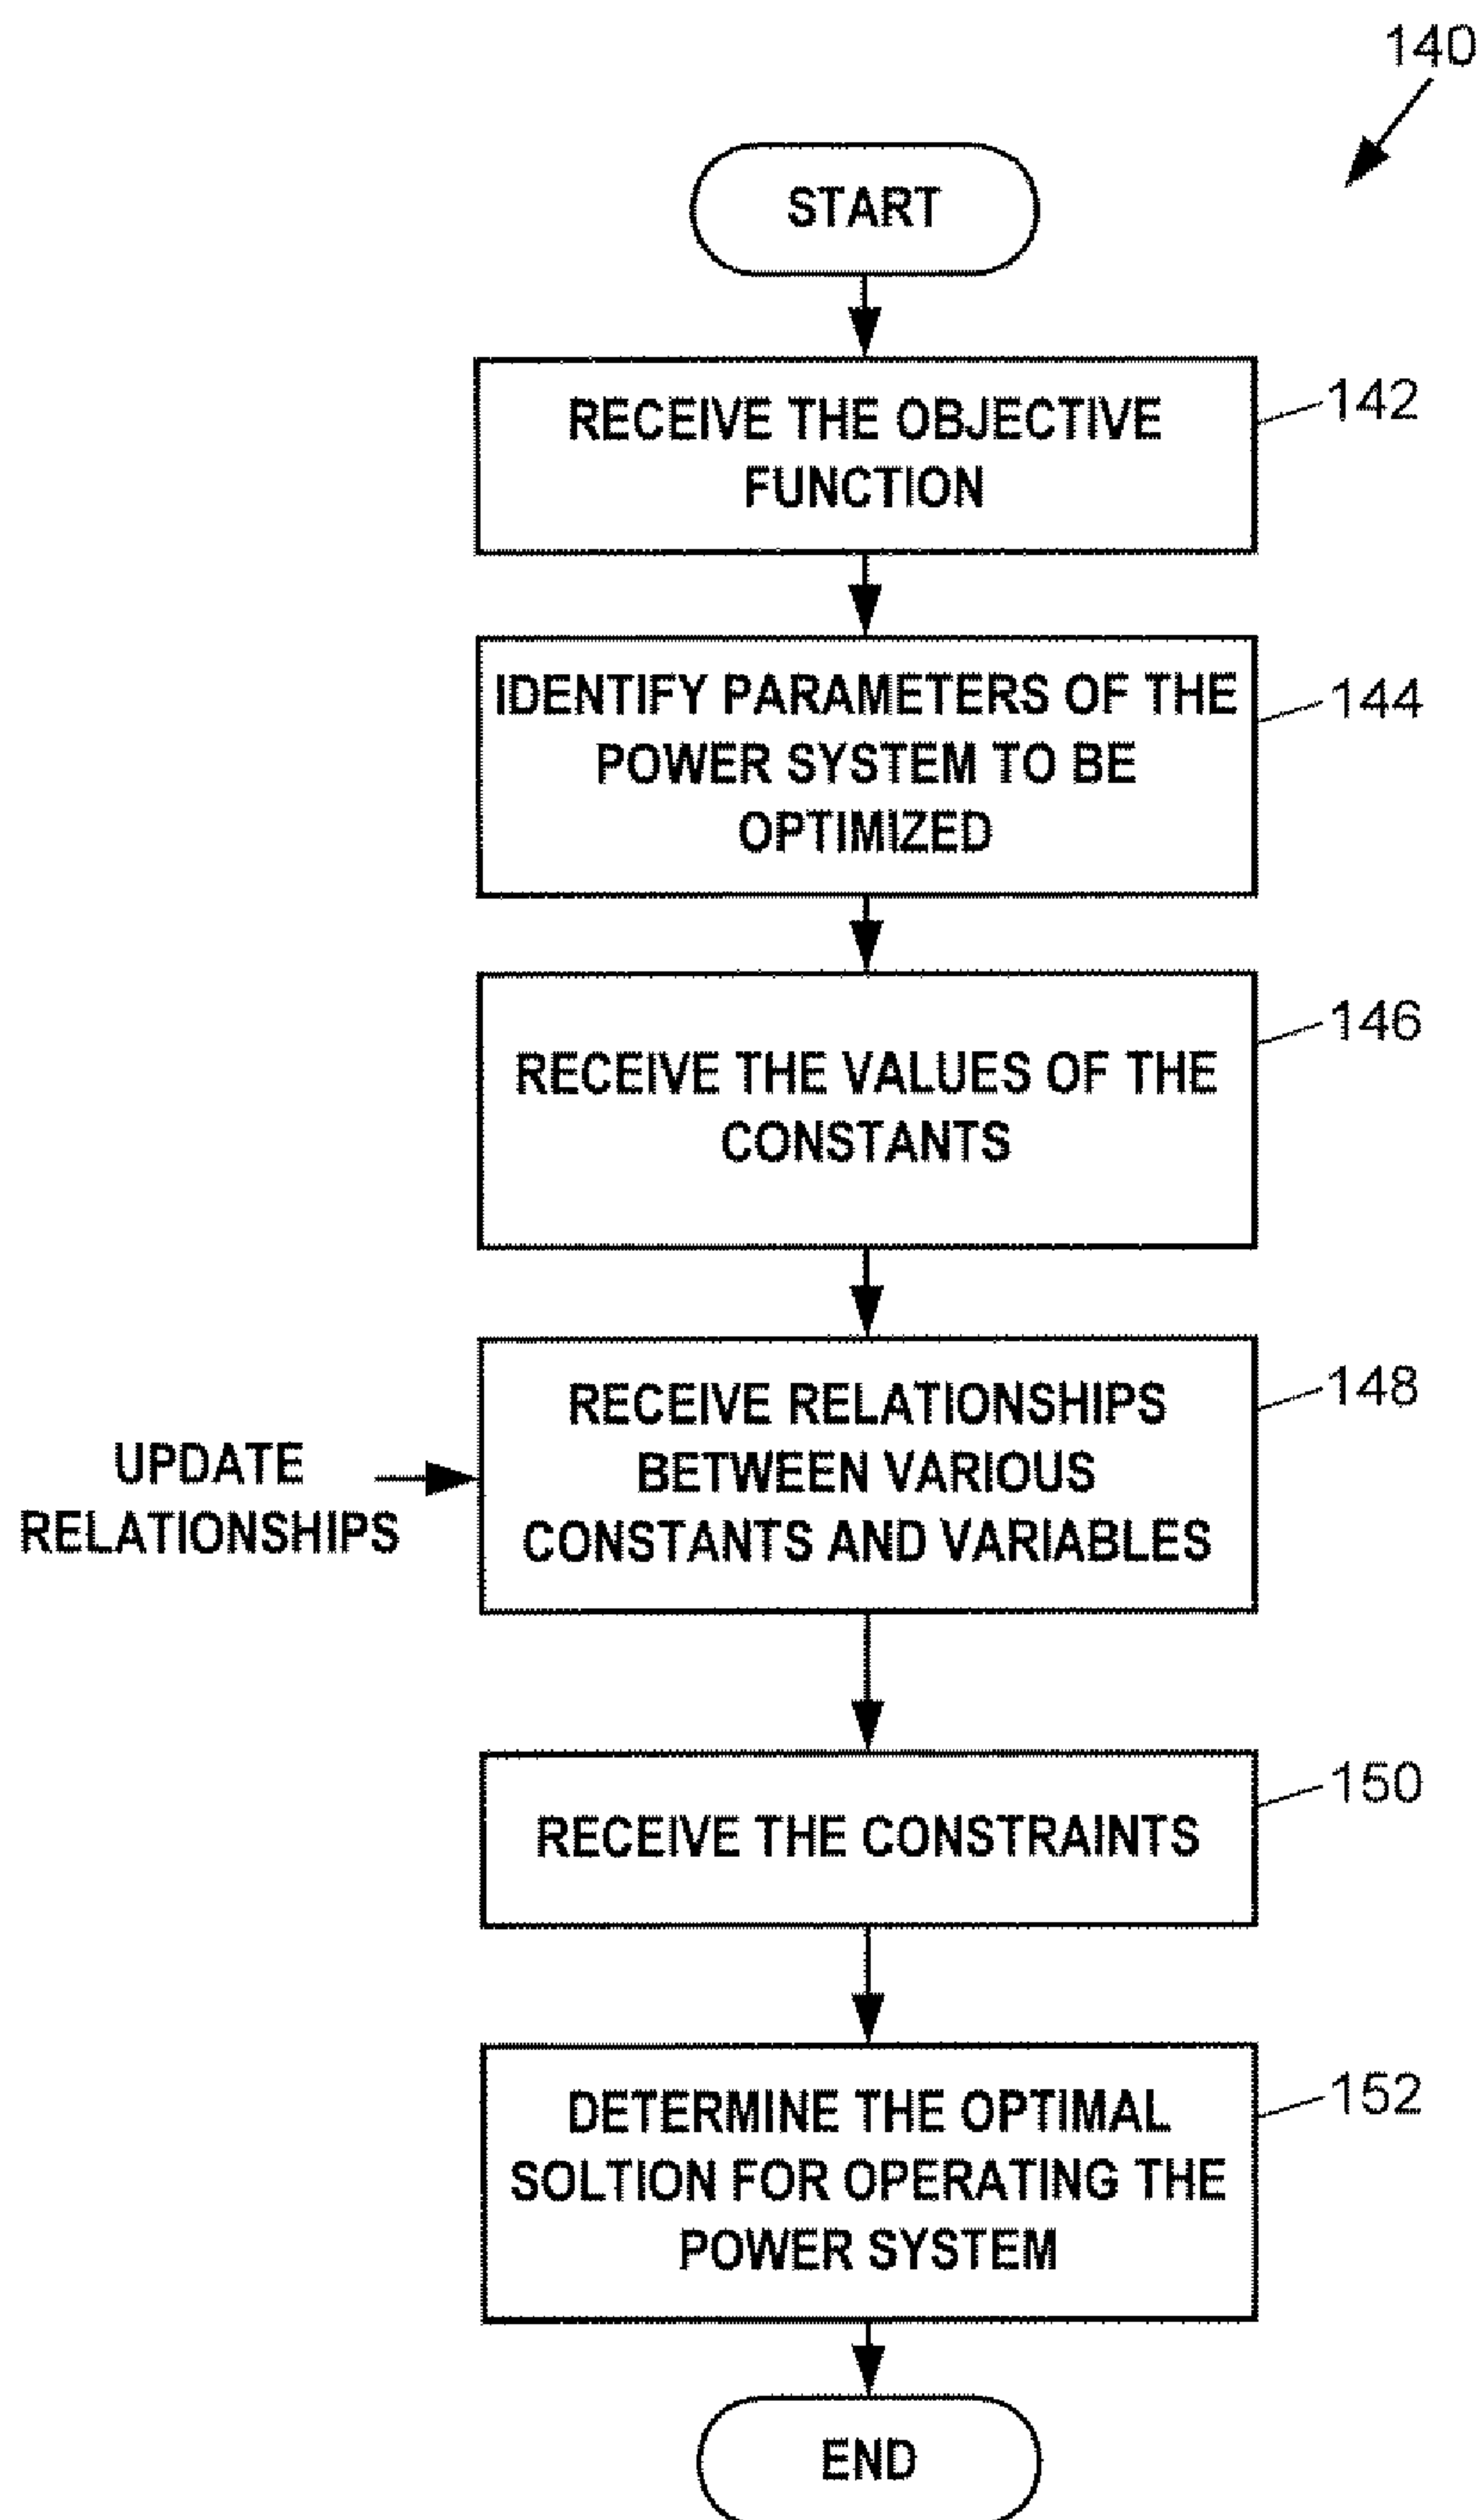 140
START
RECEIVE THE OBJECTIVE
FUNCTION
142
IDENTIFY PARAMETERS OF THE
POWER SYSTEM TO BE
OPTIMIZED
144
RECEIVE THE VALUES OF THE
CONSTANTS
146
UPDATE
RELATIONSHIPS
RECEIVE RELATIONSHIPS
BETWEEN VARIOUS
CONSTANTS AND VARIABLES
148
RECEIVE THE CONSTRAINTS
150
DETERMINE THE OPTIMAL
SOLTION FOR OPERATING THE
POWER SYSTEM
152
END